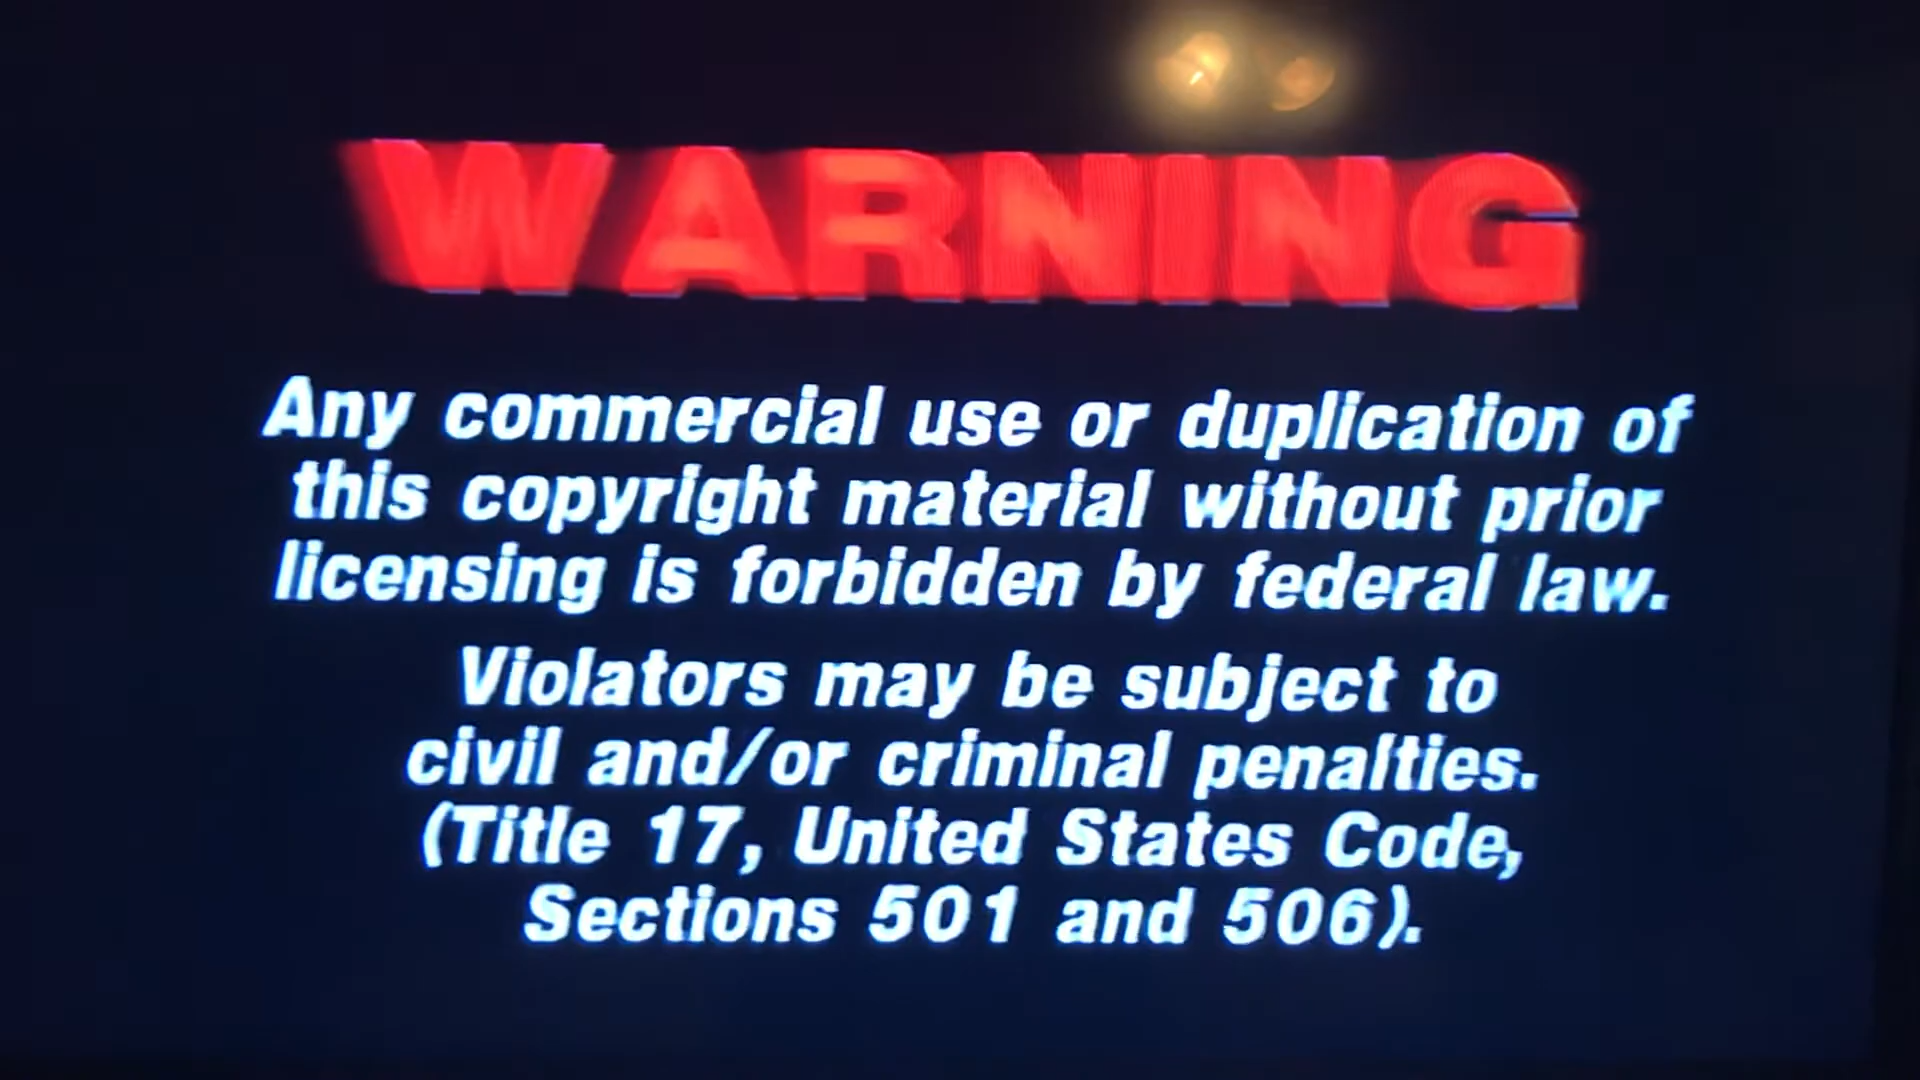 WARNING
Any commercial use or duplication of
this copyright material without prior
licensing is forbidden by federal law.
Violators may be subject to
civil and/or criminal penalties.
(Title 17, United States Code,
Sections 501 and 506).